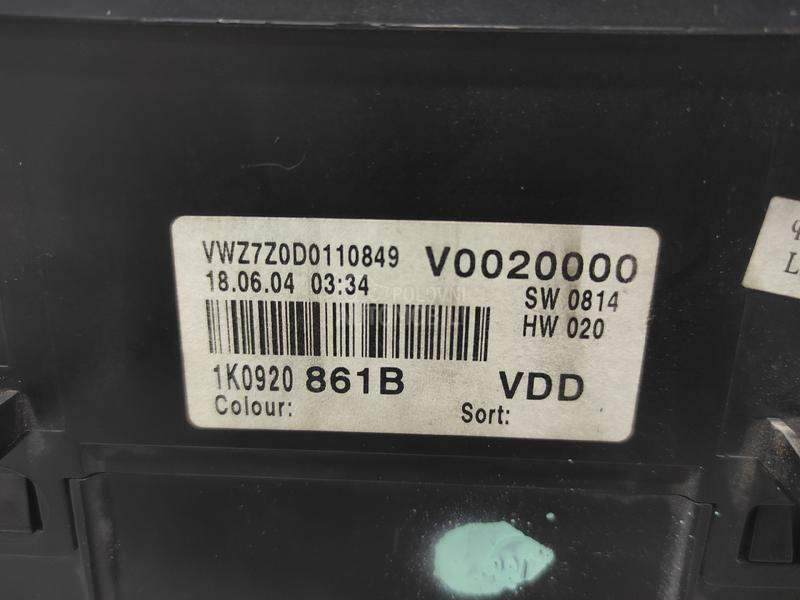 VWZ7Z0D0110849 V0020000
18.06.04 03:34 SW 0814
HW 020
1K0920 861B VDD
Colour: Sort:
L